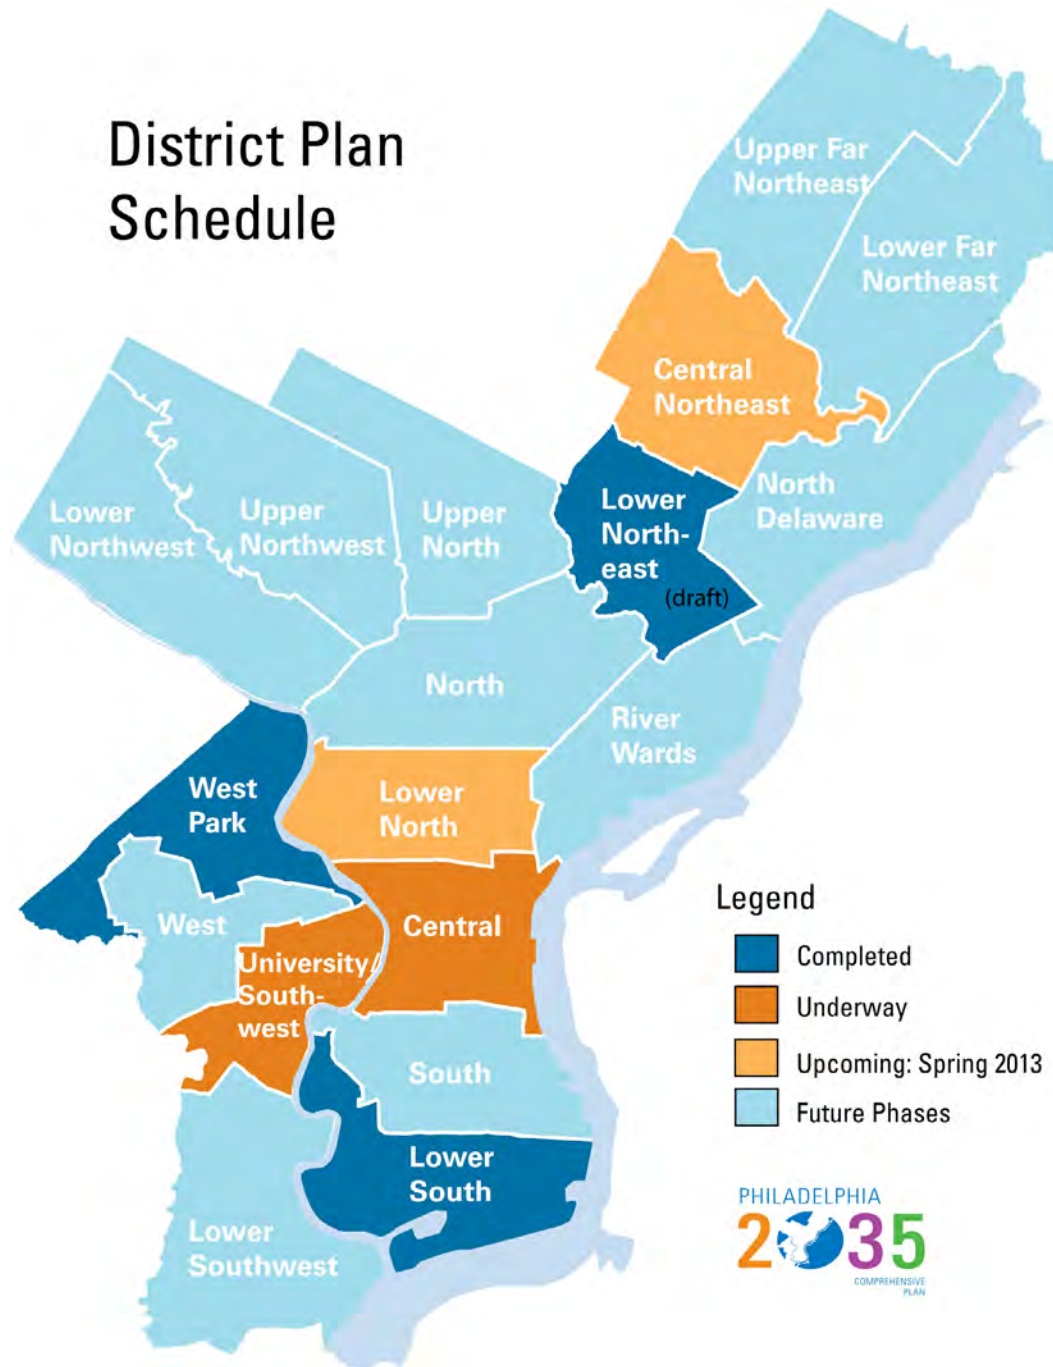 District Plan
Schedule
Upper Far
Northeast
Lower Far
Northeast
Central
Northeast
North
Delaware
Lower
North-
east
(draft)
Lower
Northwest
Upper
Northwest
Upper
North
North
River
Wards
West
Park
Lower
North
West
Central
University/
South-
west
South
Lower
South
Lower
Southwest
Legend
Completed
Underway
Upcoming: Spring 2013
Future Phases
PHILADELPHIA
2035
COMPREHENSIVE
PLAN